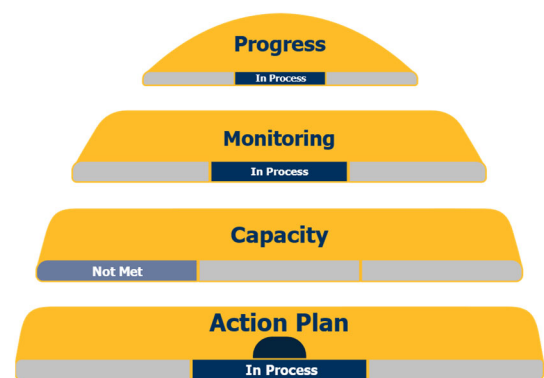 Progress
In Process
Monitoring
In Process
Capacity
Not Met
Action Plan
In Process